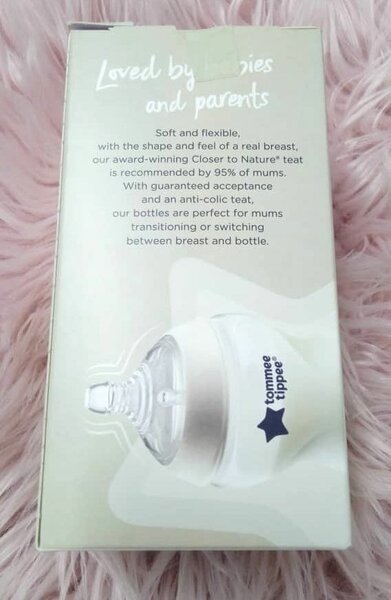 Loved by babies
and parents
Soft and flexible,
with the shape and feel of a real breast,
our award-winning Closer to Nature® teat
is recommended by 95% of mums.
With guaranteed acceptance
and an anti-colic teat,
our bottles are perfect for mums
transitioning or switching
between breast and bottle.
tommee
tippee®